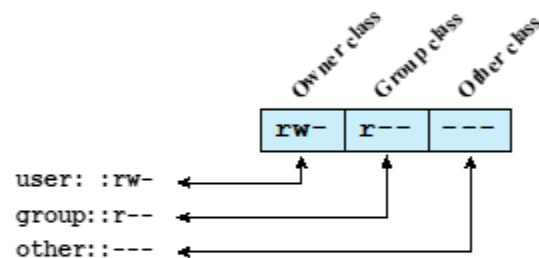 Owner class
Group class
Other class
rw- r-- ---
user: :rw-
group::r--
other::---